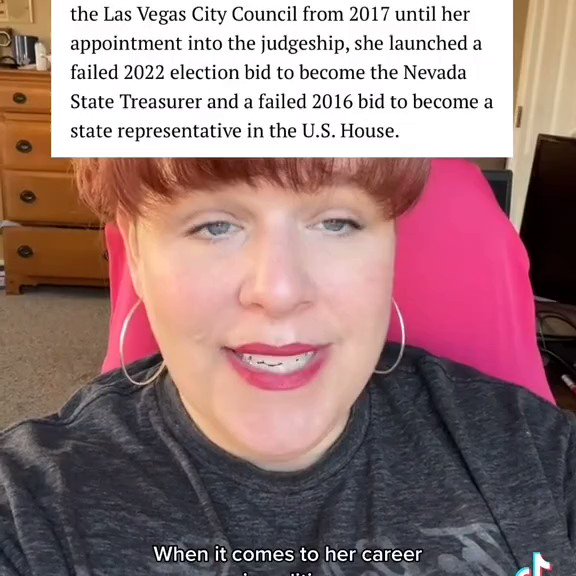 the Las Vegas City Council from 2017 until her
appointment into the judgeship, she launched a
failed 2022 election bid to become the Nevada
State Treasurer and a failed 2016 bid to become a
state representative in the U.S. House.
When it comes to her career